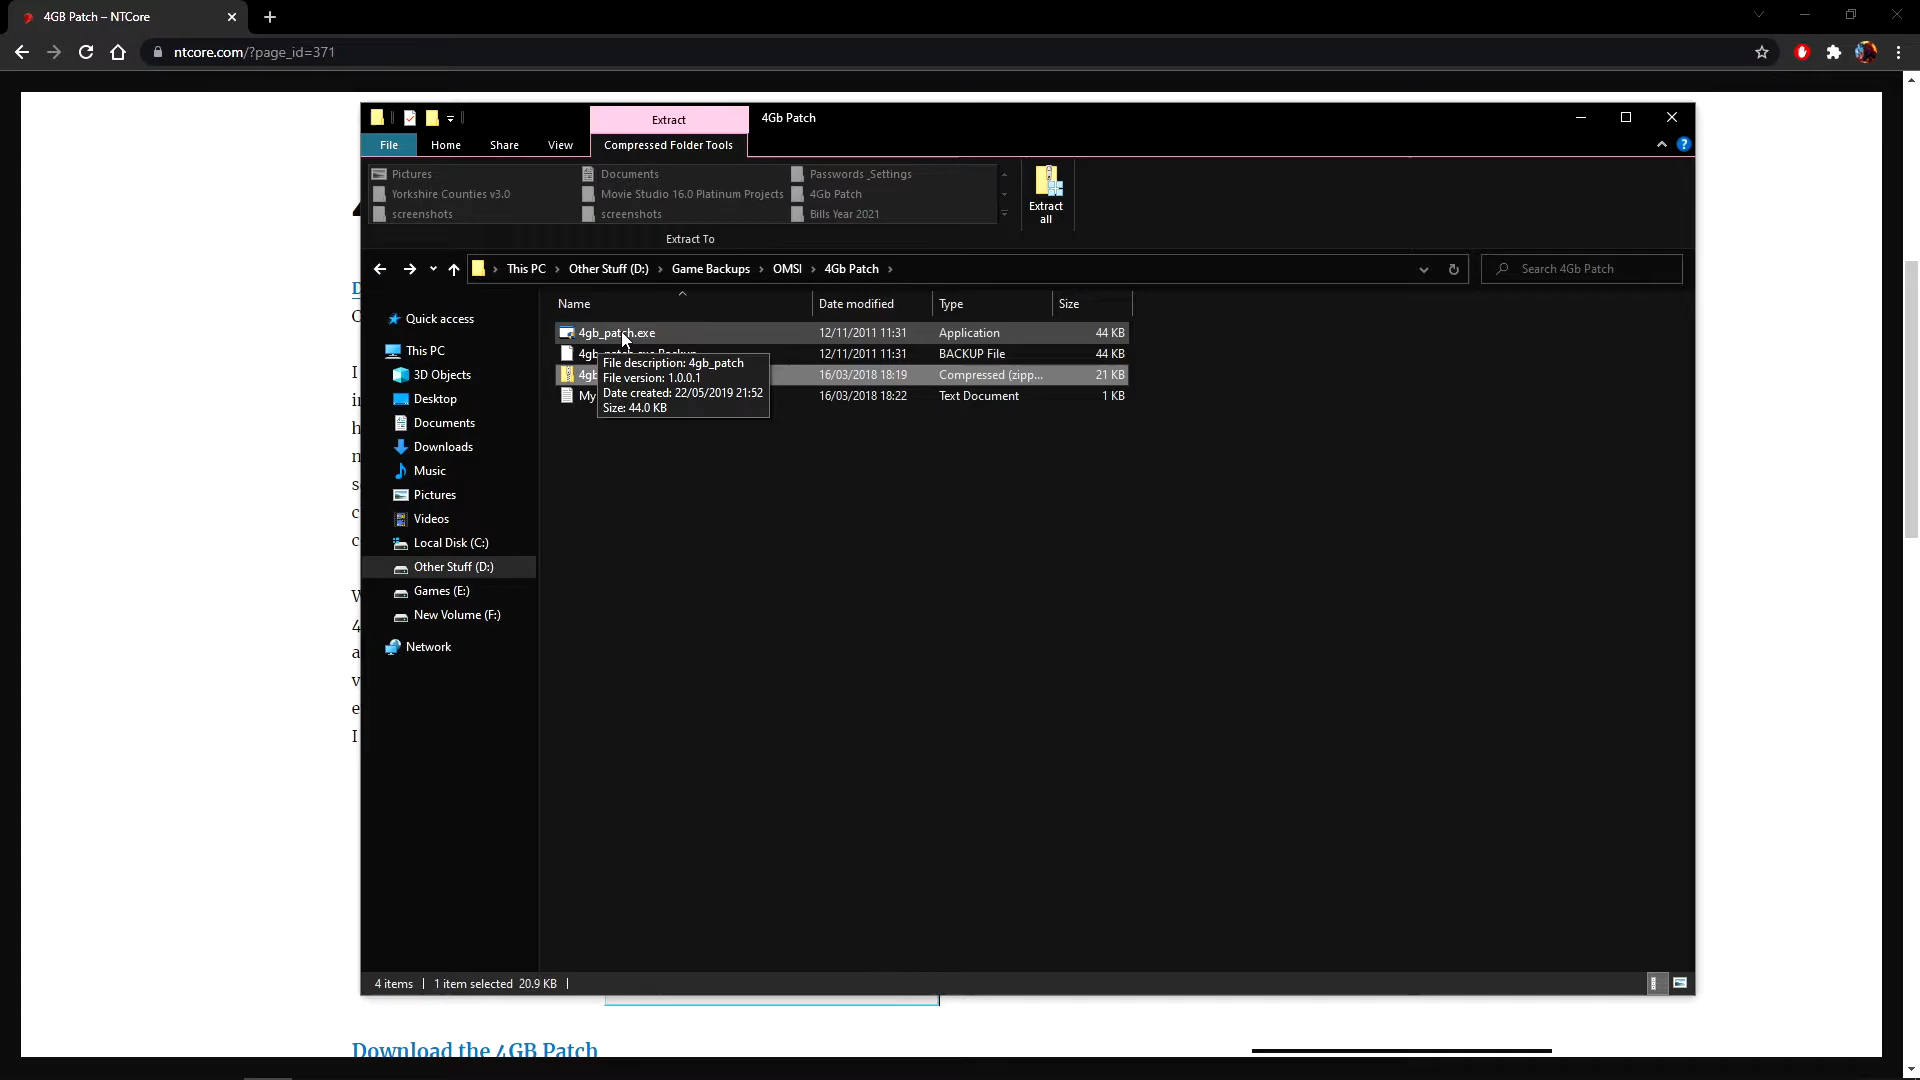 4GB Patch – NTCore
ntcore.com/?page_id=371
Extract
4Gb Patch
File
Home
Share
View
Compressed Folder Tools
Pictures
Documents
Passwords _Settings
Yorkshire Counties v3.0
Movie Studio 16.0 Platinum Projects
4Gb Patch
screenshots
screenshots
Bills Year 2021
Extract
all
Extract To
This PC
Other Stuff (D:)
Game Backups
OMSI
4Gb Patch
Search 4Gb Patch
Name
Date modified
Type
Size
4gb_patch.exe
12/11/2011 11:31
Application
44 KB
12/11/2011 11:31
BACKUP File
44 KB
4gb
16/03/2018 18:19
Compressed (zipp...
21 KB
My
16/03/2018 18:22
Text Document
1 KB
File description: 4gb_patch
File version: 1.0.0.1
Date created: 22/05/2019 21:52
Size: 44.0 KB
Quick access
This PC
3D Objects
Desktop
Documents
Downloads
Music
Pictures
Videos
Local Disk (C:)
Other Stuff (D:)
Games (E:)
New Volume (F:)
Network
4 items
1 item selected 20.9 KB
Download the 4GB Patch